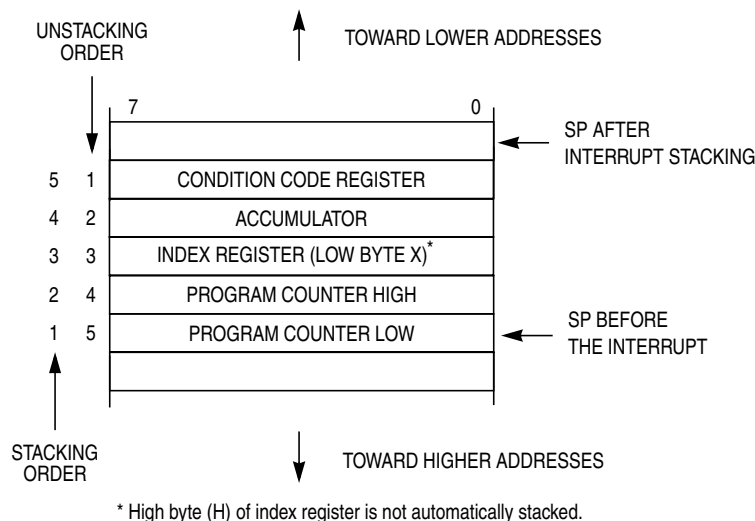 UNSTACKING
ORDER
TOWARD LOWER ADDRESSES
7 0
SP AFTER
INTERRUPT STACKING
5 1 CONDITION CODE REGISTER
4 2 ACCUMULATOR
3 3 INDEX REGISTER (LOW BYTE X)*
2 4 PROGRAM COUNTER HIGH
1 5 PROGRAM COUNTER LOW
SP BEFORE
THE INTERRUPT
STACKING
ORDER
TOWARD HIGHER ADDRESSES
* High byte (H) of index register is not automatically stacked.